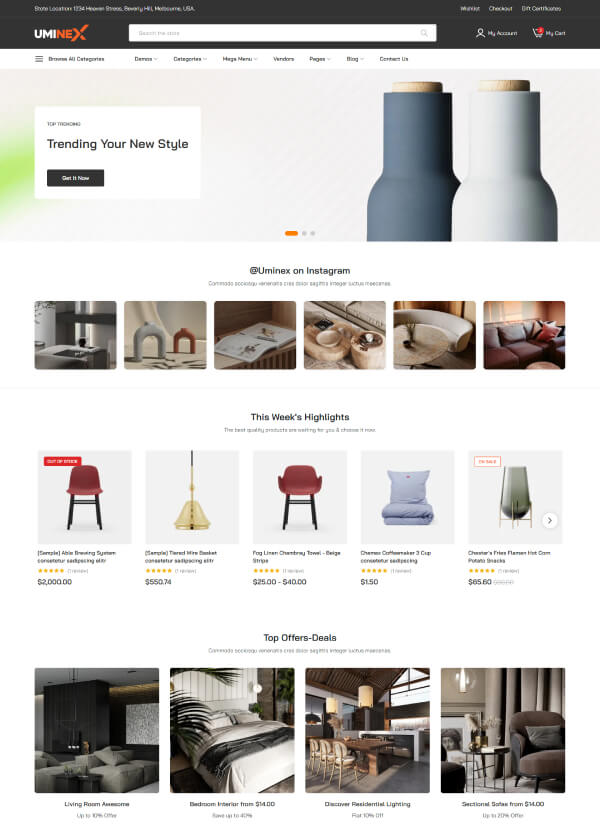 State Location: 1234 Heaven Stress, Beverly Hill, Melbourne, USA.
Wishlist Checkout Gift Certificates
UMINEX
Search the store
My Account
My Cart
Browse All Categories
Demos Categories Mega Menu Vendors Pages Blog Contact Us
TOP TRENDING
Trending Your New Style
Get It Now
@Uminex on Instagram
Commodo sociosqu venenatis cras dolor sagittis integer luctus maecenas.
This Week's Highlights
The best quality products are waiting for you & choose it now.
OUT OF STOCK
ON SALE
[Sample] Able Brewing System
consetetur sadipscing elitr
(1 review)
$2,000.00
[Sample] Tiered Wire Basket
consetetur sadipscing elitr
(1 review)
$550.74
Fog Linen Chambray Towel - Beige
Stripe
(1 review)
$25.00 - $40.00
Chemex Coffeemaker 3 Cup
consetetur sadipscing
(1 review)
$1.50
Chester's Fries Flamen Hot Corn
Potato Snacks
(1 review)
$65.60
Top Offers-Deals
Commodo sociosqu venenatis cras dolor sagittis integer luctus maecenas.
Living Room Awesome
Up to 10% Offer
Bedroom Interior from $14.00
Save up to 40%
Discover Residential Lighting
Flat 10% Off
Sectional Sofas from $14.00
Up to 20% Offer